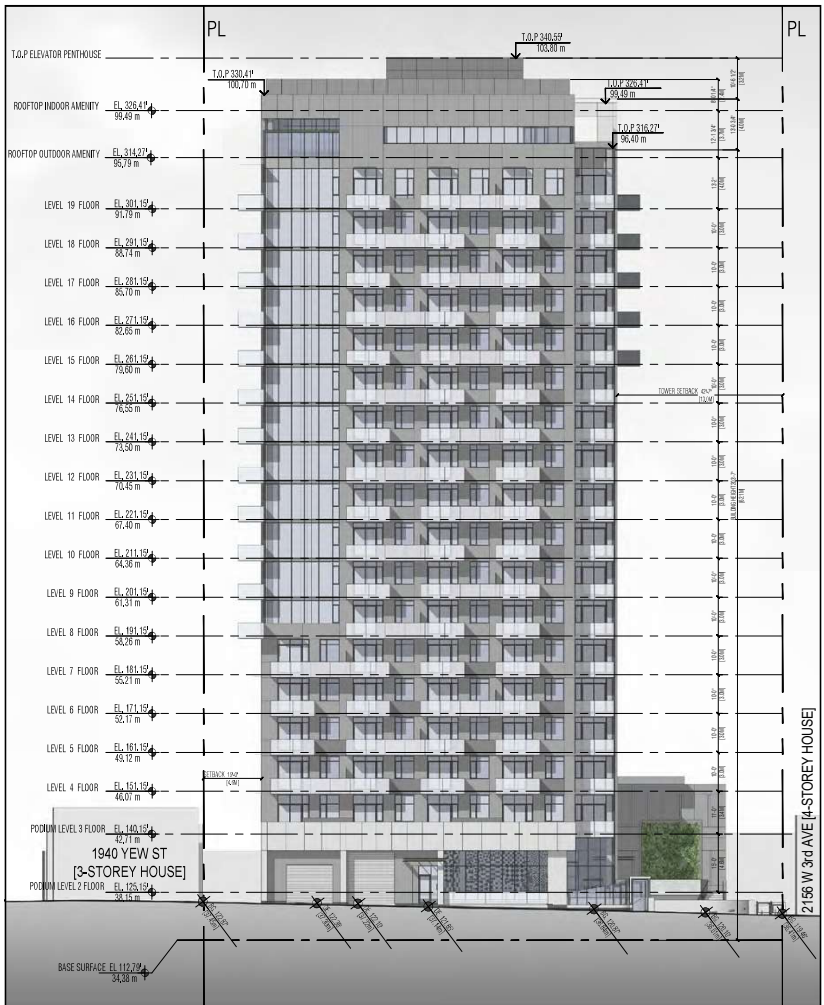 PL
PL
T.O.P ELEVATOR PENTHOUSE
T.O.P 340.55'
103.80 m
T.O.P 330.41'
100.70 m
T.O.P 326.41'
99.49 m
ROOFTOP INDOOR AMENITY EL. 326.41'
99.49 m
T.O.P 316.27'
96.40 m
ROOFTOP OUTDOOR AMENITY EL. 314.27'
95.79 m
LEVEL 19 FLOOR EL. 301.15'
91.79 m
LEVEL 18 FLOOR EL. 291.15'
88.74 m
LEVEL 17 FLOOR EL. 281.15'
85.70 m
LEVEL 16 FLOOR EL. 271.15'
82.65 m
LEVEL 15 FLOOR EL. 261.15'
79.60 m
TOWER SETBACK
LEVEL 14 FLOOR EL. 251.15'
76.55 m
LEVEL 13 FLOOR EL. 241.15'
73.50 m
LEVEL 12 FLOOR EL. 231.15'
70.45 m
LEVEL 11 FLOOR EL. 221.15'
67.40 m
LEVEL 10 FLOOR EL. 211.15'
64.36 m
LEVEL 9 FLOOR EL. 201.15'
61.31 m
LEVEL 8 FLOOR EL. 191.15'
58.26 m
LEVEL 7 FLOOR EL. 181.15'
55.21 m
LEVEL 6 FLOOR EL. 171.15'
52.17 m
LEVEL 5 FLOOR EL. 161.15'
49.12 m
SETBACK
LEVEL 4 FLOOR EL. 151.15'
46.07 m
PODIUM LEVEL 3 FLOOR EL. 140.15'
42.71 m
1940 YEW ST
[3-STOREY HOUSE]
PODIUM LEVEL 2 FLOOR EL. 125.15'
38.15 m
2156 W 3rd AVE [4-STOREY HOUSE]
BASE SURFACE EL 112.79'
34.38 m